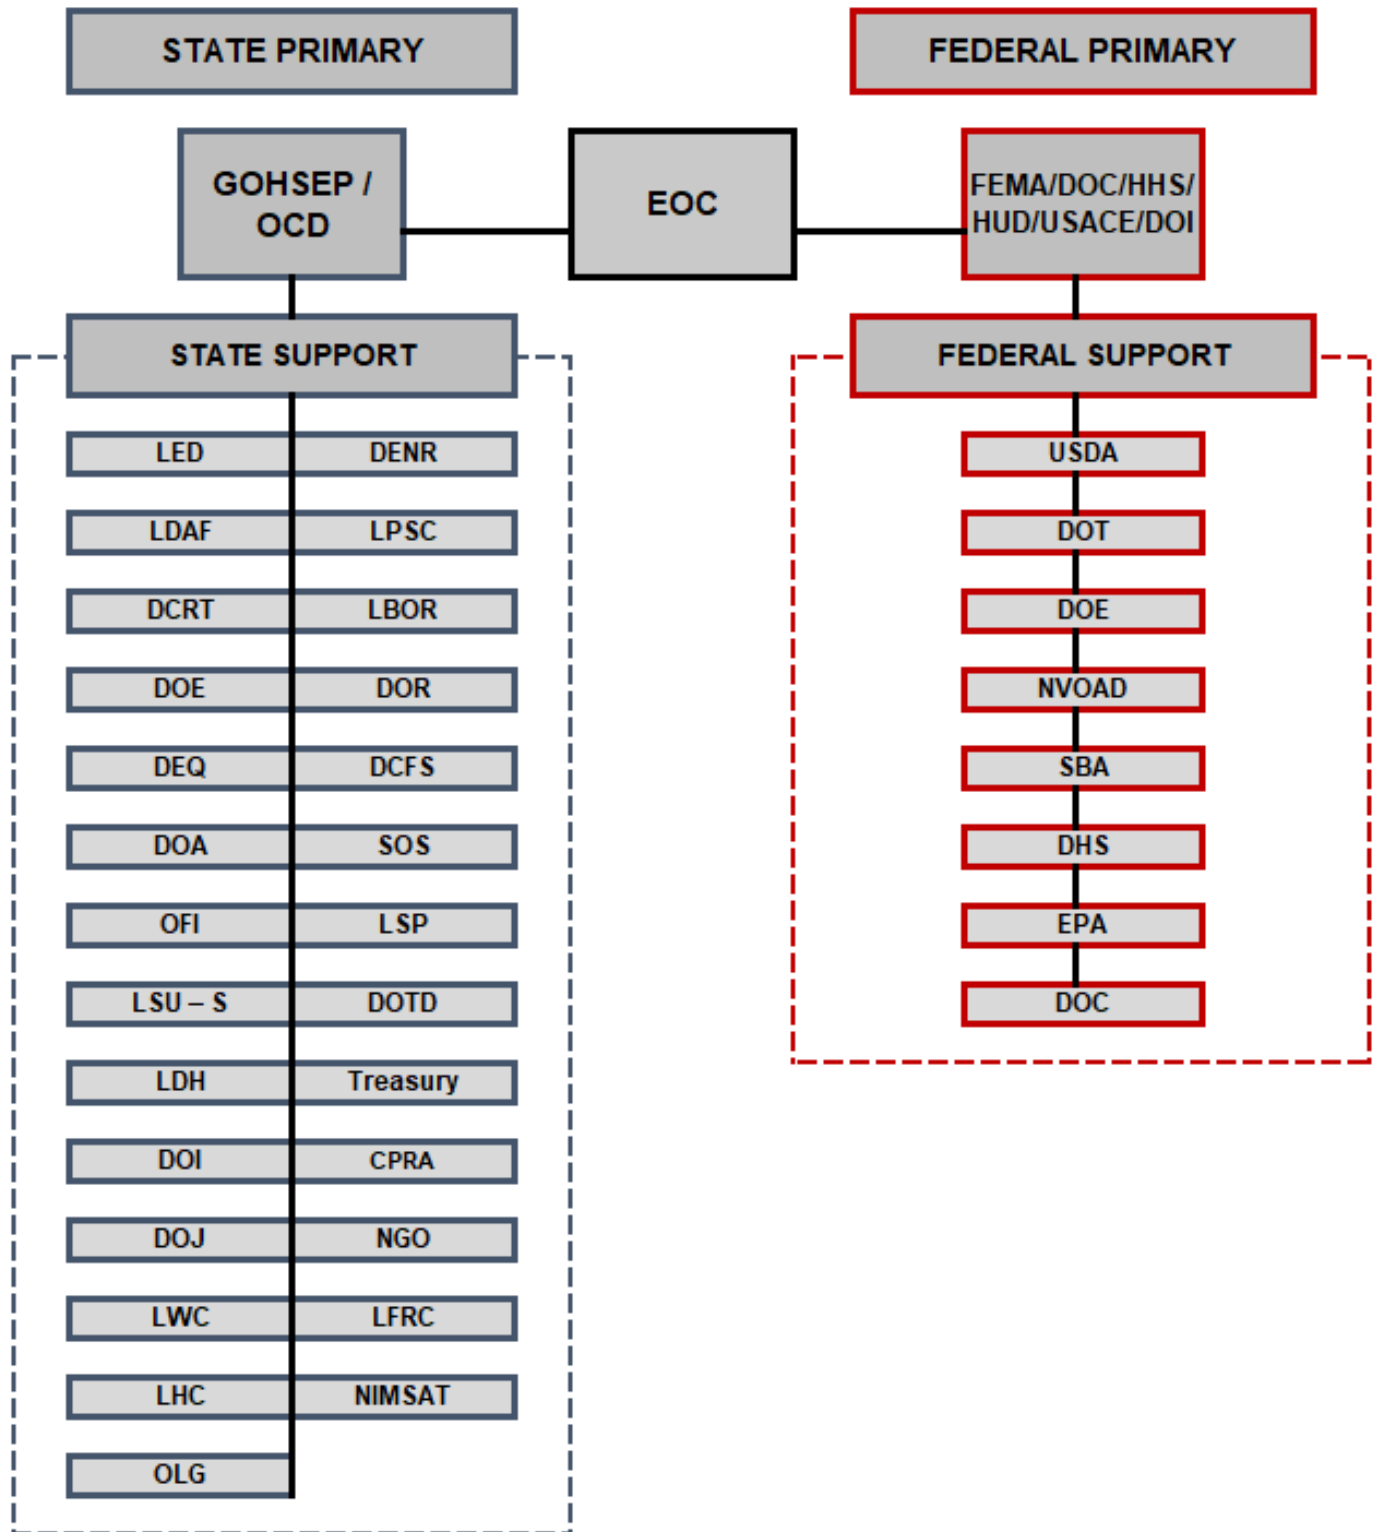 STATE PRIMARY
FEDERAL PRIMARY
GOHSEP /
OCD
EOC
FEMA/DOC/HHS/
HUD/USACE/DOI
STATE SUPPORT
FEDERAL SUPPORT
LED
DENR
USDA
LDAF
LPSC
DOT
DCRT
LBOR
DOE
DOE
DOR
NVOAD
DEQ
DCFS
SBA
DOA
SOS
DHS
OFI
LSP
EPA
LSU – S
DOTD
DOC
LDH
Treasury
DOI
CPRA
DOJ
NGO
LWC
LFRC
LHC
NIMSAT
OLG